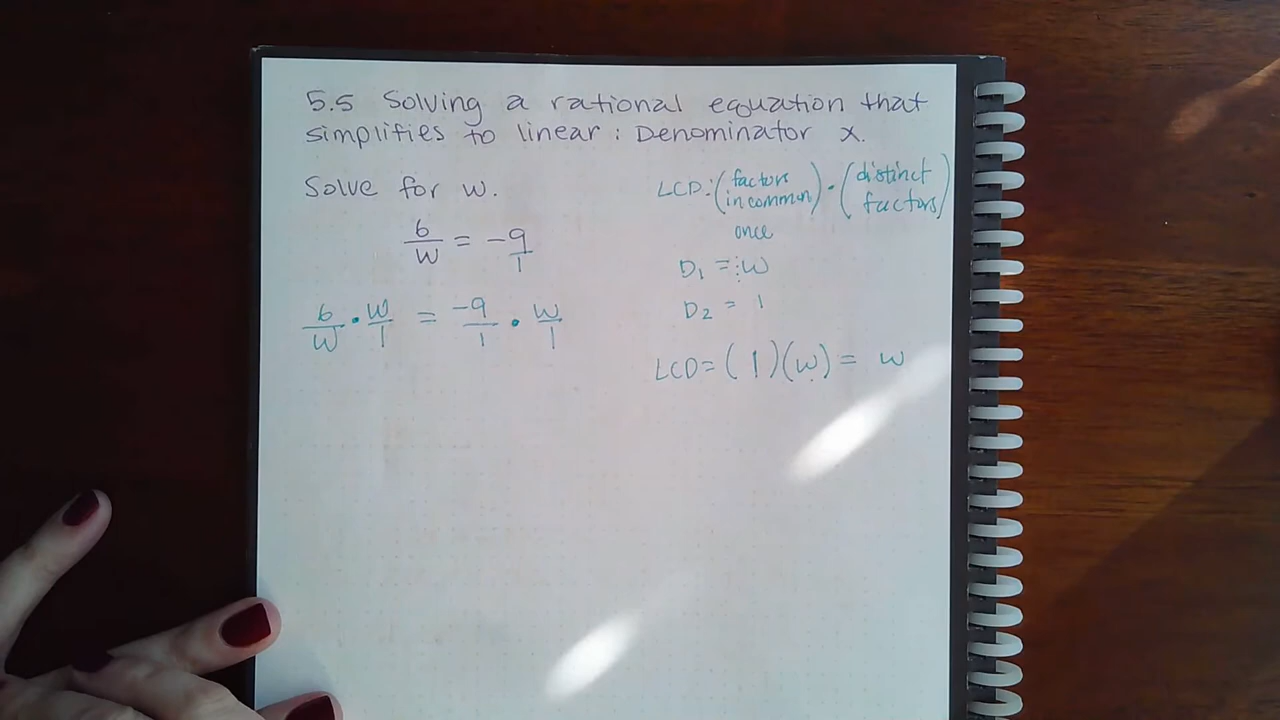 5.5 Solving a rational equation that
simplifies to linear: Denominator x.
Solve for w.
6/w = -9/1
6/w · w/1 = -9/1 · w/1
LCD: (factors in common) · (distinct factors)
once
D₁ = w
D₂ = 1
LCD = (1)(w) = w